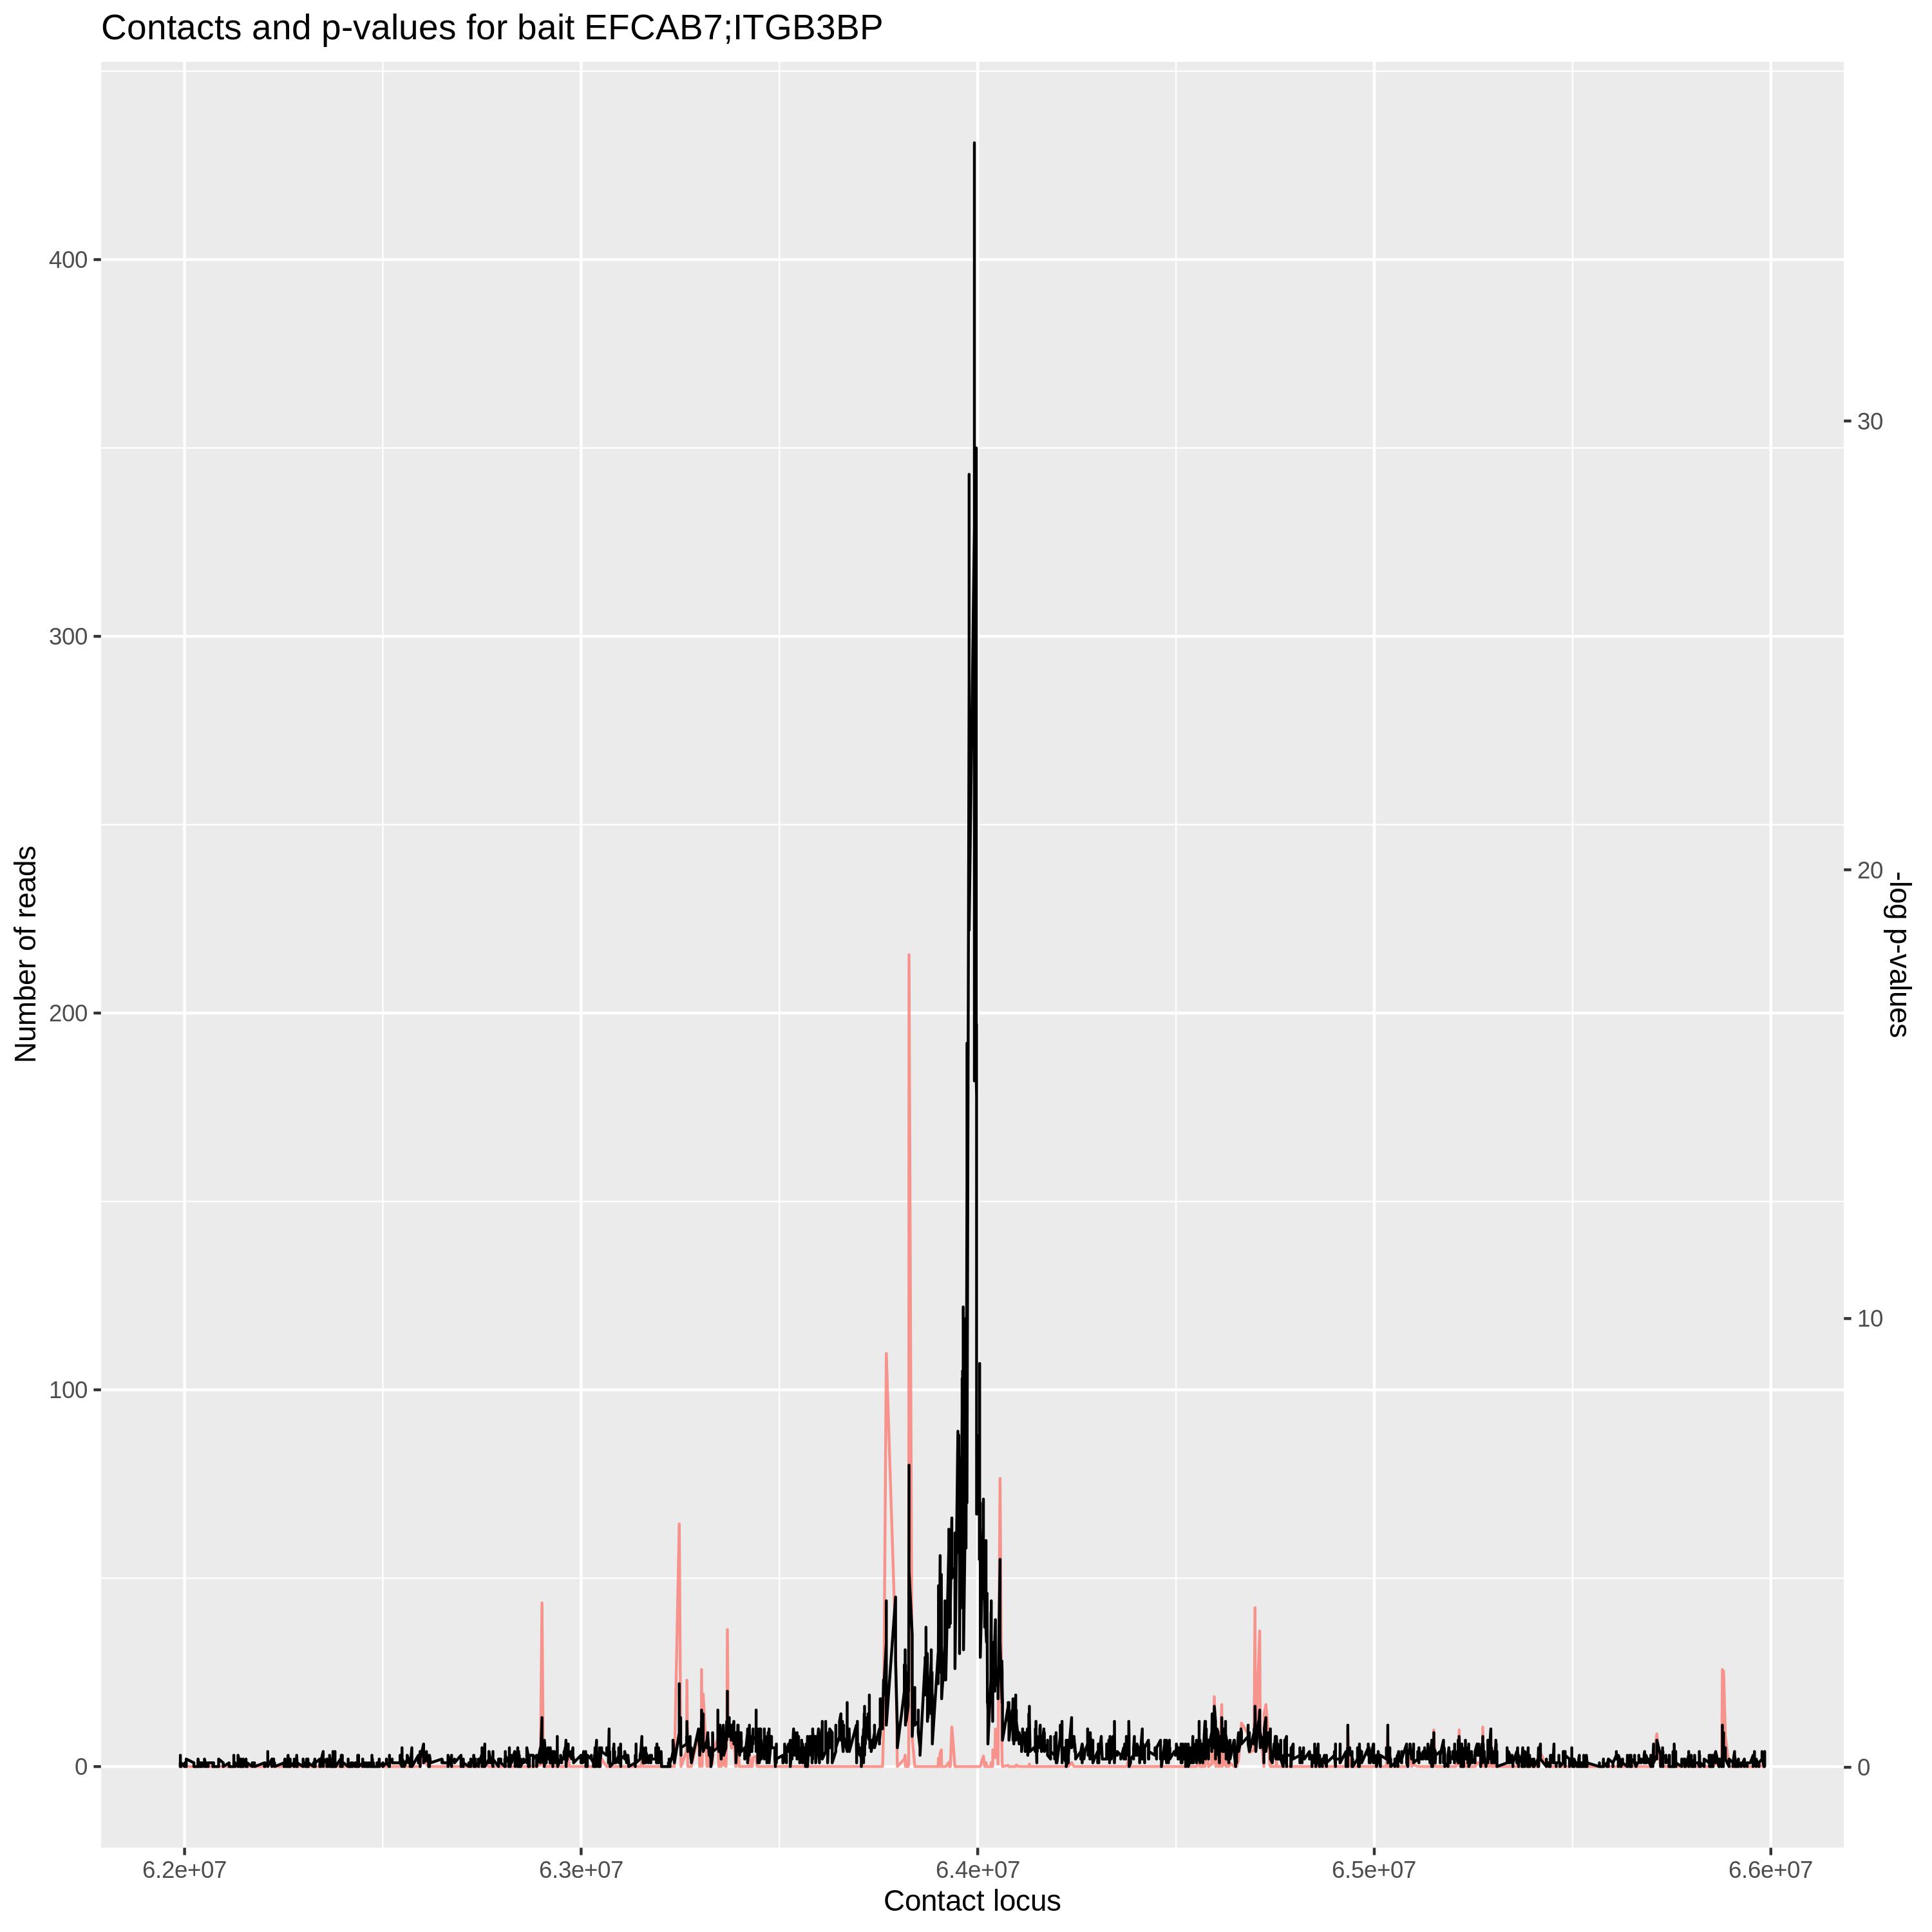 Contacts and p-values for bait EFCAB7;ITGB3BP
Number of reads
400
300
200
100
0
30
20
10
0
-log p-values
6.2e+07 6.3e+07 6.4e+07 6.5e+07 6.6e+07
Contact locus